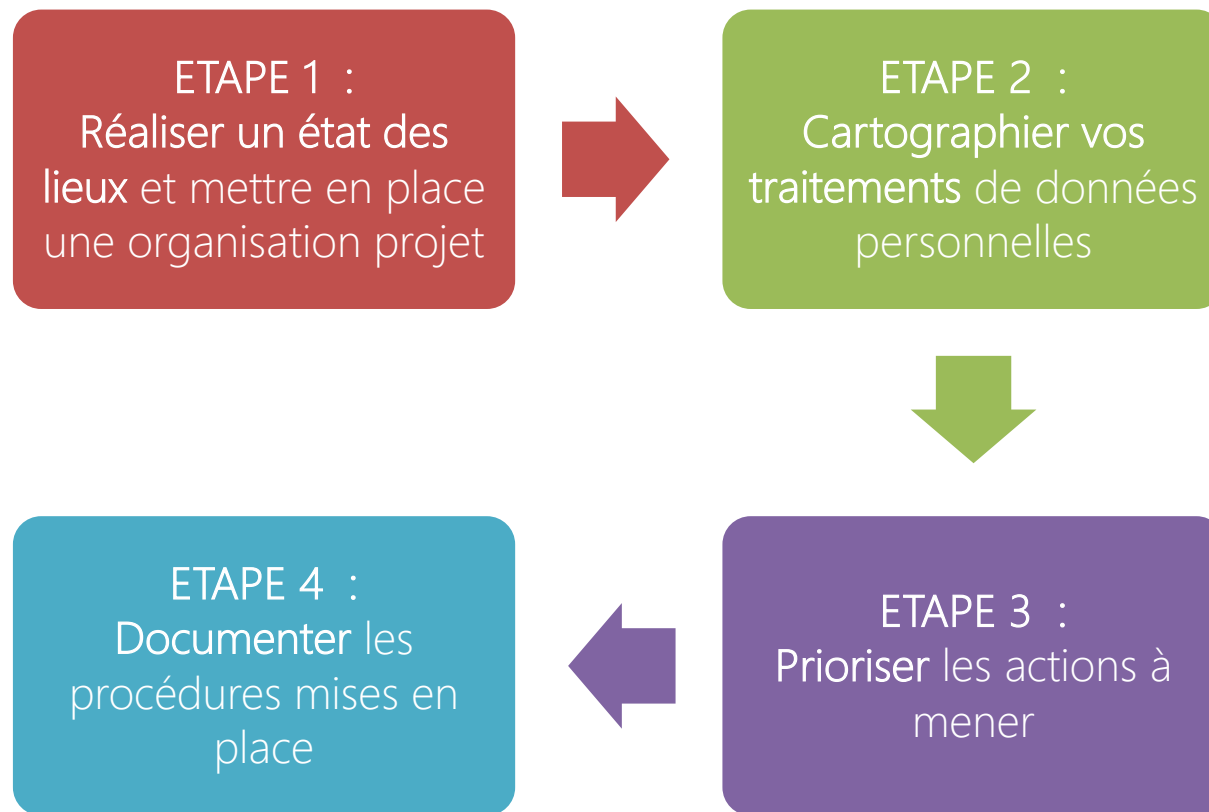 ETAPE 1 :
Réaliser un état des
lieux et mettre en place
une organisation projet
ETAPE 2 :
Cartographier vos
traitements de données
personnelles
ETAPE 3 :
Prioriser les actions à
mener
ETAPE 4 :
Documenter les
procédures mises en
place